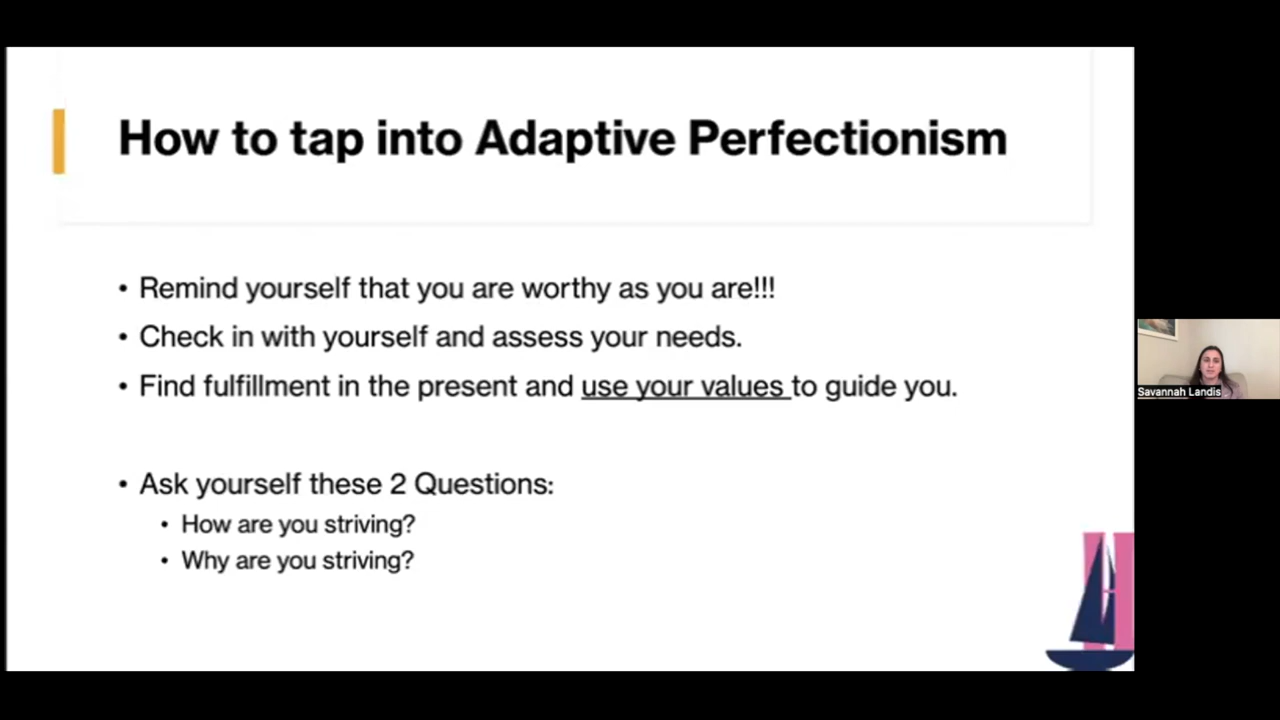 How to tap into Adaptive Perfectionism
• Remind yourself that you are worthy as you are!!!
• Check in with yourself and assess your needs.
• Find fulfillment in the present and use your values to guide you.
• Ask yourself these 2 Questions:
• How are you striving?
• Why are you striving?
Savannah Landis
H